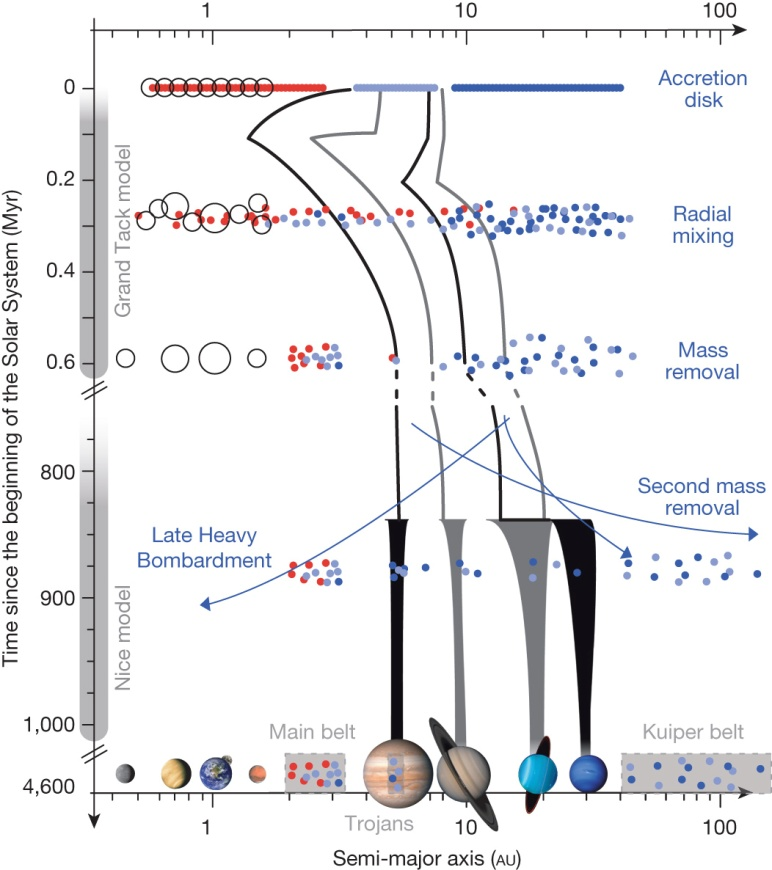 1
10
100
0
Accretion
disk
Grand Tack model
0.2
Radial
mixing
0.4
0.6
Mass
removal
Time since the beginning of the Solar System (Myr)
800
Second mass
removal
Late Heavy
Bombardment
900
Nice model
1,000
Main belt
Kuiper belt
4,600
1
Trojans
10
100
Semi-major axis (AU)